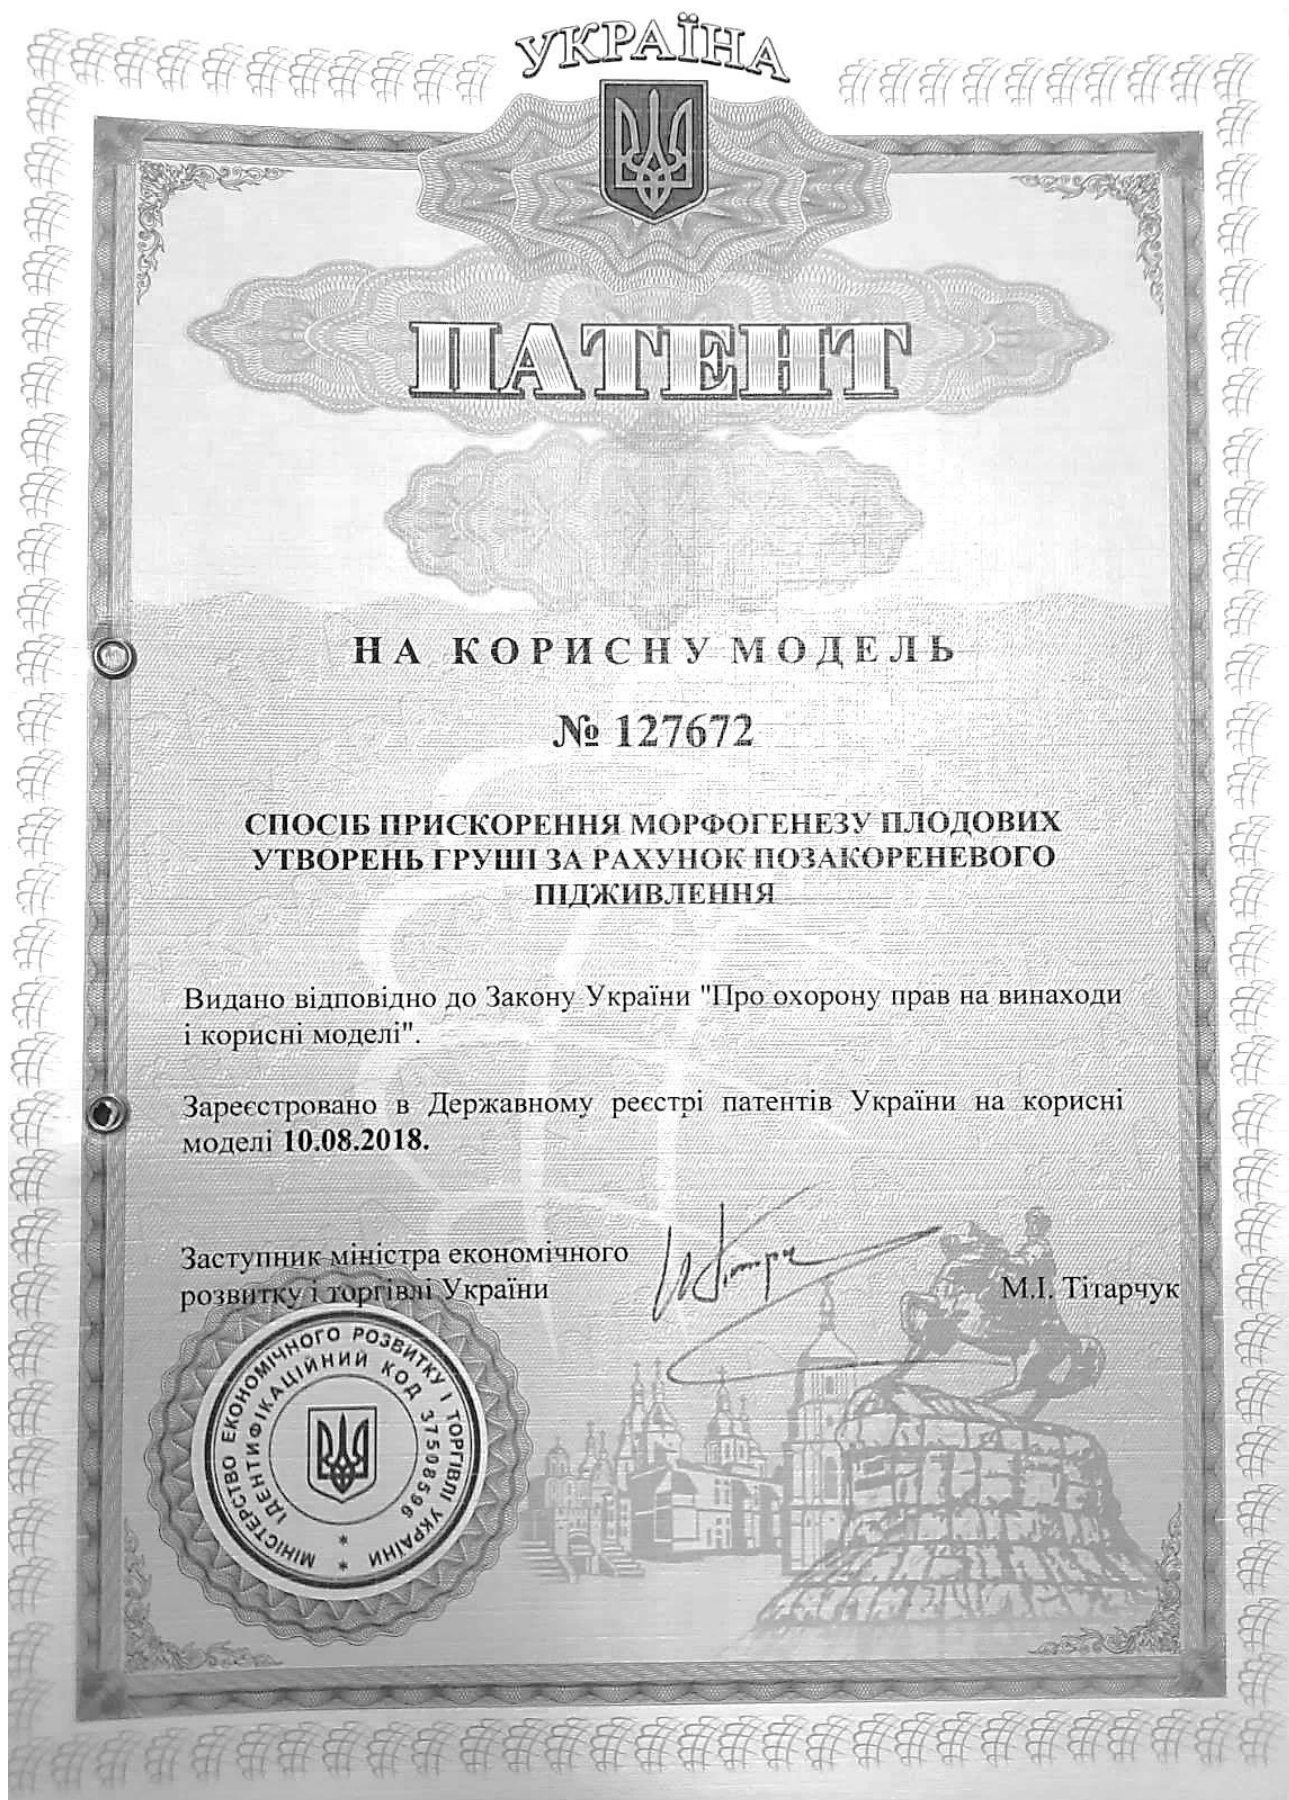 УКРАЇНА
ПАТЕНТ
НА КОРИСНУ МОДЕЛЬ
№ 127672
СПОСІБ ПРИСКОРЕННЯ МОРФОГЕНЕЗУ ПЛОДОВИХ
УТВОРЕНЬ ГРУШІ ЗА РАХУНОК ПОЗАКОРЕНЕВОГО
ПІДЖИВЛЕННЯ
Видано відповідно до Закону України "Про охорону прав на винаходи
і корисні моделі".
Зареєстровано в Державному реєстрі патентів України на корисні
моделі 10.08.2018.
Заступник міністра економічного
розвитку і торгівлі України
М.І. Тітарчук
МІНІСТЕРСТВО ЕКОНОМІЧНОГО РОЗВИТКУ І ТОРГІВЛІ УКРАЇНИ *
ІДЕНТИФІКАЦІЙНИЙ КОД 37508596 *